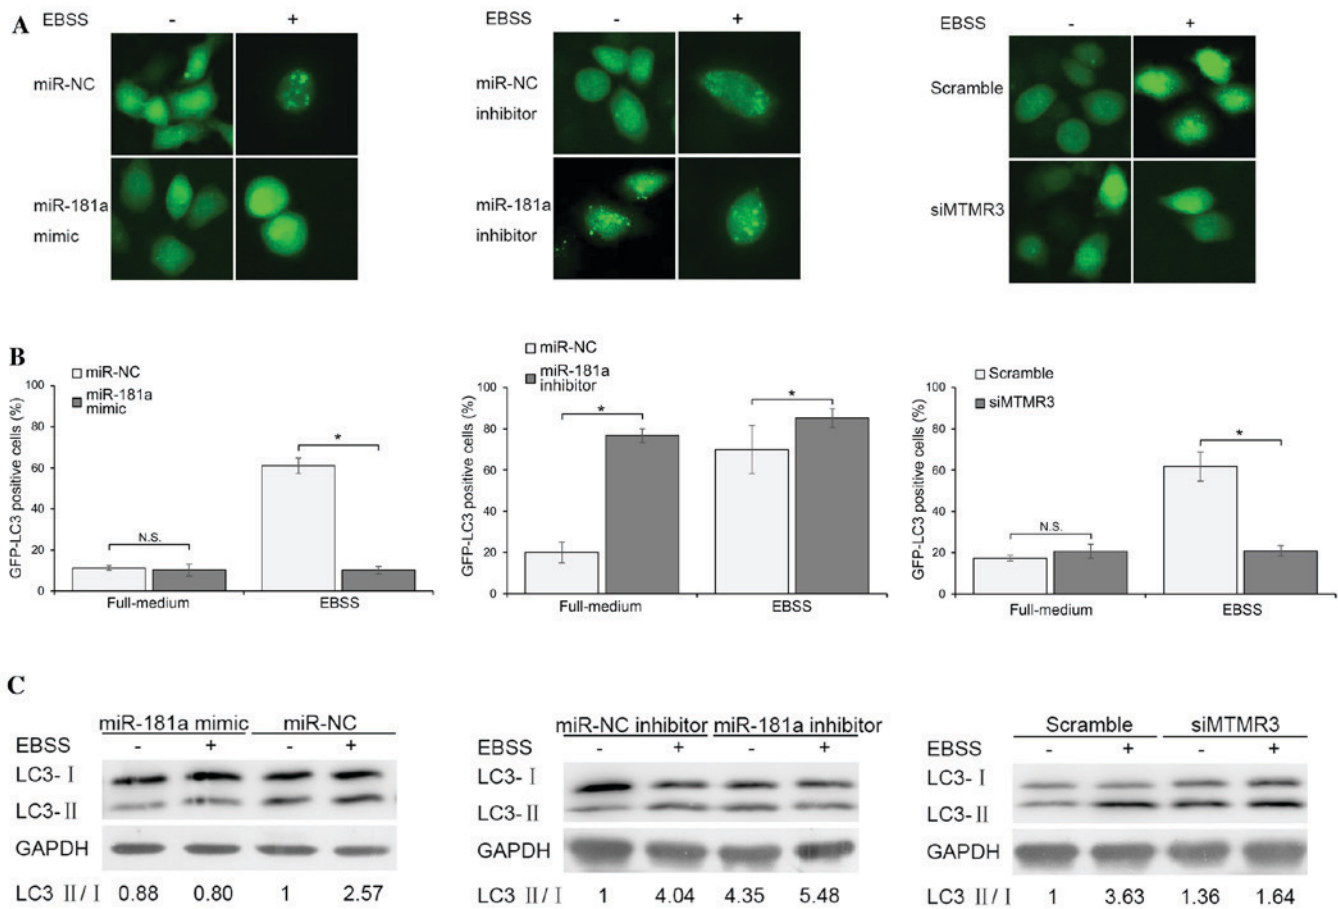 A
EBSS - +
miR-NC
miR-181a
mimic
EBSS - +
miR-NC
inhibitor
miR-181a
inhibitor
EBSS - +
Scramble
siMTMR3
B
miR-NC
miR-181a
mimic
GFP-LC3 positive cells (%)
100
80
60
40
20
0
N.S.
*
Full-medium EBSS
miR-NC
miR-181a
inhibitor
GFP-LC3 positive cells (%)
100
80
60
40
20
0
*
*
Full-medium EBSS
Scramble
siMTMR3
GFP-LC3 positive cells (%)
100
80
60
40
20
0
N.S.
*
Full-medium EBSS
C
miR-181a mimic miR-NC
EBSS - + - +
LC3- Ⅰ
LC3-Ⅱ
GAPDH
LC3 Ⅱ/Ⅰ 0.88 0.80 1 2.57
miR-NC inhibitor miR-181a inhibitor
EBSS - + - +
LC3- Ⅰ
LC3-Ⅱ
GAPDH
LC3 Ⅱ/Ⅰ 1 4.04 4.35 5.48
Scramble siMTMR3
EBSS - + - +
LC3-Ⅰ
LC3-Ⅱ
GAPDH
LC3 Ⅱ/Ⅰ 1 3.63 1.36 1.64